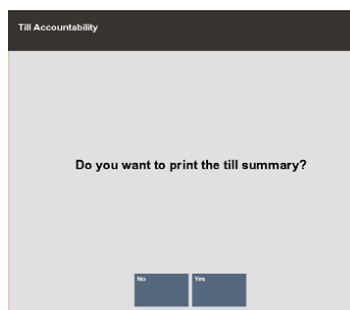 Till Accountability
Do you want to print the till summary?
No Yes